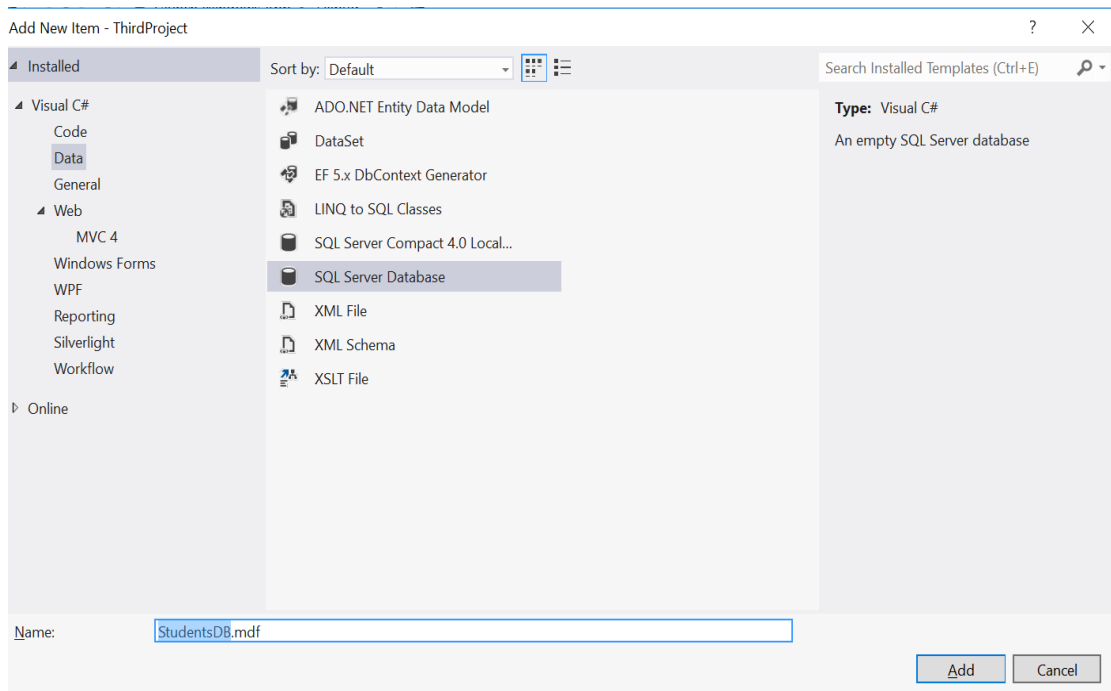 Add New Item - ThirdProject
?
Installed
Sort by: Default
Search Installed Templates (Ctrl+E)
Visual C#
Code
Data
General
Web
MVC 4
Windows Forms
WPF
Reporting
Silverlight
Workflow
Online
ADO.NET Entity Data Model
DataSet
EF 5.x DbContext Generator
LINQ to SQL Classes
SQL Server Compact 4.0 Local...
SQL Server Database
XML File
XML Schema
XSLT File
Type: Visual C#
An empty SQL Server database
Name: StudentsDB.mdf
Add Cancel